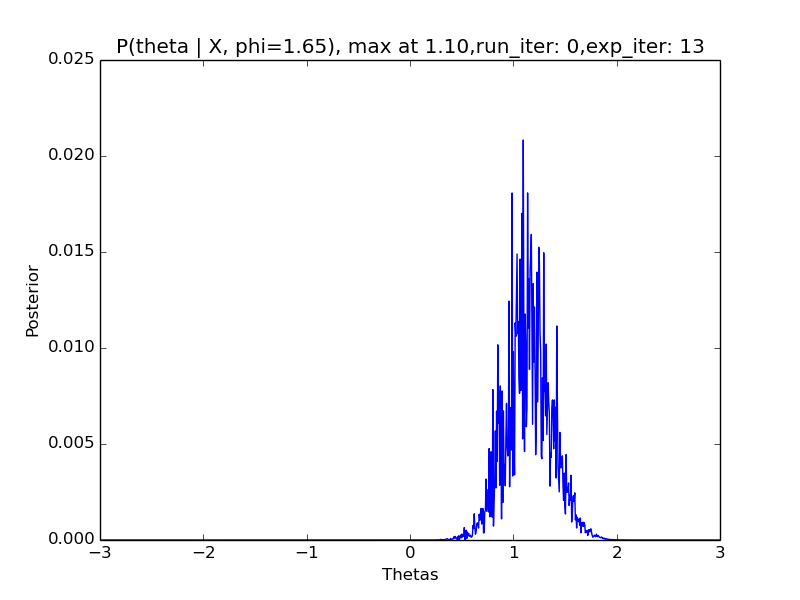 P(theta | X, phi=1.65), max at 1.10,run_iter: 0,exp_iter: 13
0.025
0.020
0.015
0.010
0.005
0.000
Posterior
−3 −2 −1 0 1 2 3
Thetas